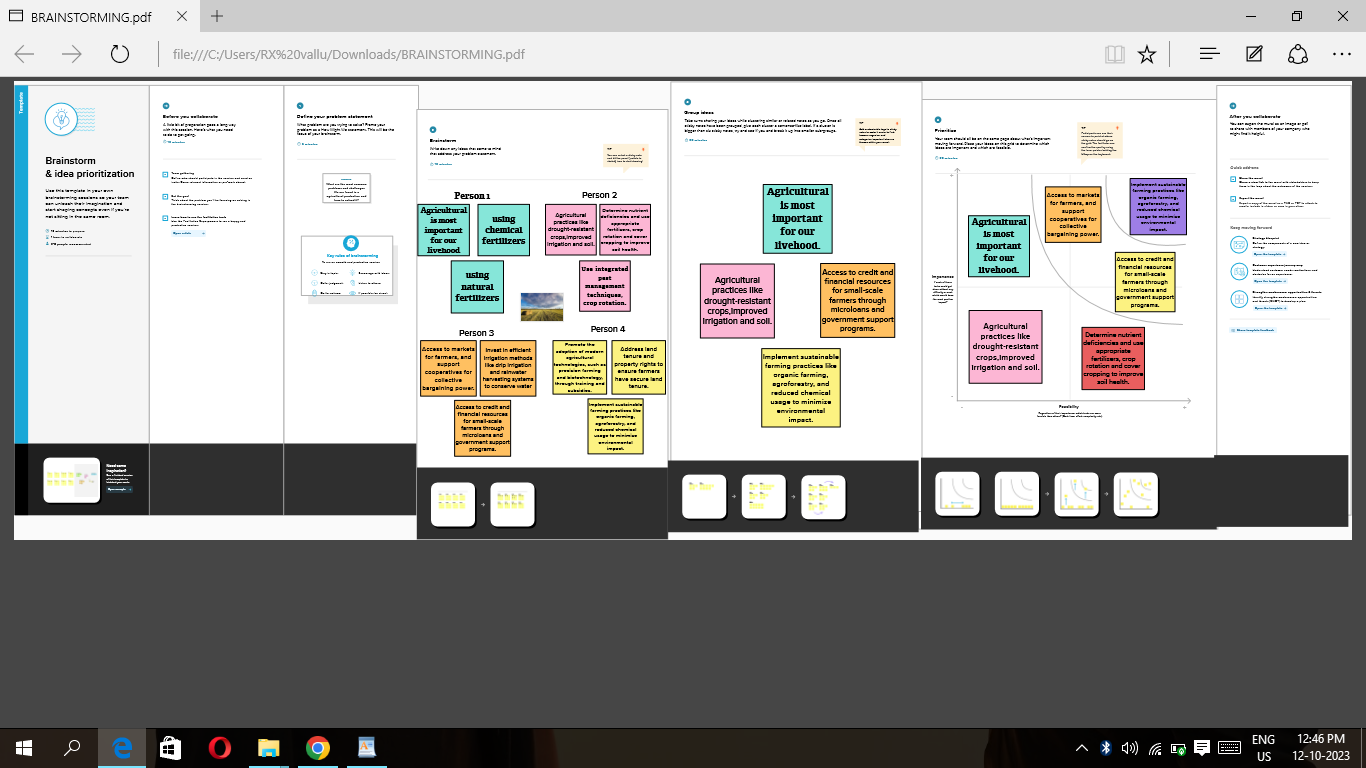 BRAINSTORMING.pdf
file:///C:/Users/RX%20vallu/Downloads/BRAINSTORMING.pdf
Template
Brainstorm
& idea prioritization
Use this template in your own
brainstorming sessions so your team
can unleash their imagination and
start shaping concepts even if you're
not sitting in the same room.
Before you collaborate
Define your problem statement
Key rules of brainstorming
Brainstorm
Person 1
Agricultural
is most
important
for our
livehood
using
chemical
fertilizers
using
natural
fertilizers
Person 2
Agricultural
practices like
drought-resistant
crops,improved
irrigation and soil.
Determine nutrient
deficiencies and use
appropriate
fertilizers, crop
rotation and cover
cropping to improve
soil health.
Use integrated
pest
management
techniques,
crop rotation.
Person 3
Access to markets
for farmers, and
support
cooperatives for
collective
bargaining power.
Invest in efficient
irrigation methods
like drip irrigation
and rainwater
harvesting systems
to conserve water
Access to credit and
financial resources
for small-scale
farmers through
microloans and
government support
programs.
Person 4
Promote the
adoption of modern
agricultural
technologies, such as
precision farming
and biotechnology,
through training and
subsidies.
Address land
tenure and
property rights to
ensure farmers
have secure land
tenure.
Implement sustainable
farming practices like
organic farming,
agroforestry, and
reduced chemical
usage to minimize
environmental
impact.
Group ideas
Agricultural
is most
important
for our
livehood.
Agricultural
practices like
drought-resistant
crops,improved
irrigation and soil.
Access to credit and
financial resources
for small-scale
farmers through
microloans and
government support
programs.
Implement sustainable
farming practices like
organic farming,
agroforestry, and
reduced chemical
usage to minimize
environmental
impact.
Prioritize
Importance
Agricultural
is most
important
for our
livehood.
Access to markets
for farmers, and
support
cooperatives for
collective
bargaining power.
Implement sustainable
farming practices like
organic farming,
agroforestry, and
reduced chemical
usage to minimize
environmental
impact.
Access to credit and
financial resources
for small-scale
farmers through
microloans and
government support
programs.
Agricultural
practices like
drought-resistant
crops,improved
irrigation and soil.
Determine nutrient
deficiencies and use
appropriate
fertilizers, crop
rotation and cover
cropping to improve
soil health.
Feasibility
After you collaborate
Quick add-ons
Keep moving forward
Need some
inspiration?
ENG
US
12:46 PM
12-10-2023